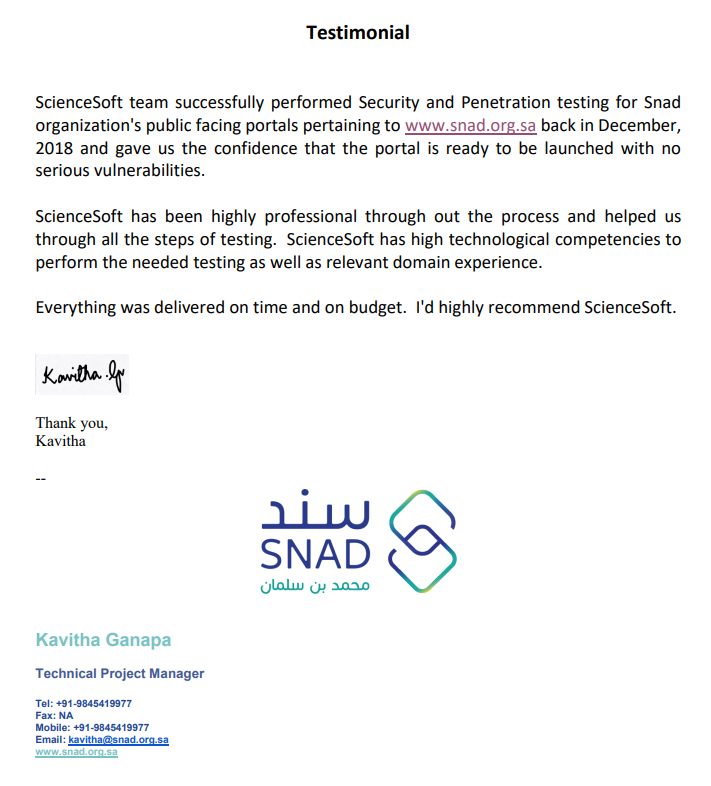 Testimonial
ScienceSoft team successfully performed Security and Penetration testing for Snad
organization's public facing portals pertaining to www.snad.org.sa back in December,
2018 and gave us the confidence that the portal is ready to be launched with no
serious vulnerabilities.
ScienceSoft has been highly professional through out the process and helped us
through all the steps of testing.  ScienceSoft has high technological competencies to
perform the needed testing as well as relevant domain experience.
Everything was delivered on time and on budget.  I'd highly recommend ScienceSoft.
Kavitha .G
Thank you,
Kavitha
--
سند
SNAD
محمد بن سلمان
Kavitha Ganapa
Technical Project Manager
Tel: +91-9845419977
Fax: NA
Mobile: +91-9845419977
Email: kavitha@snad.org.sa
www.snad.org.sa